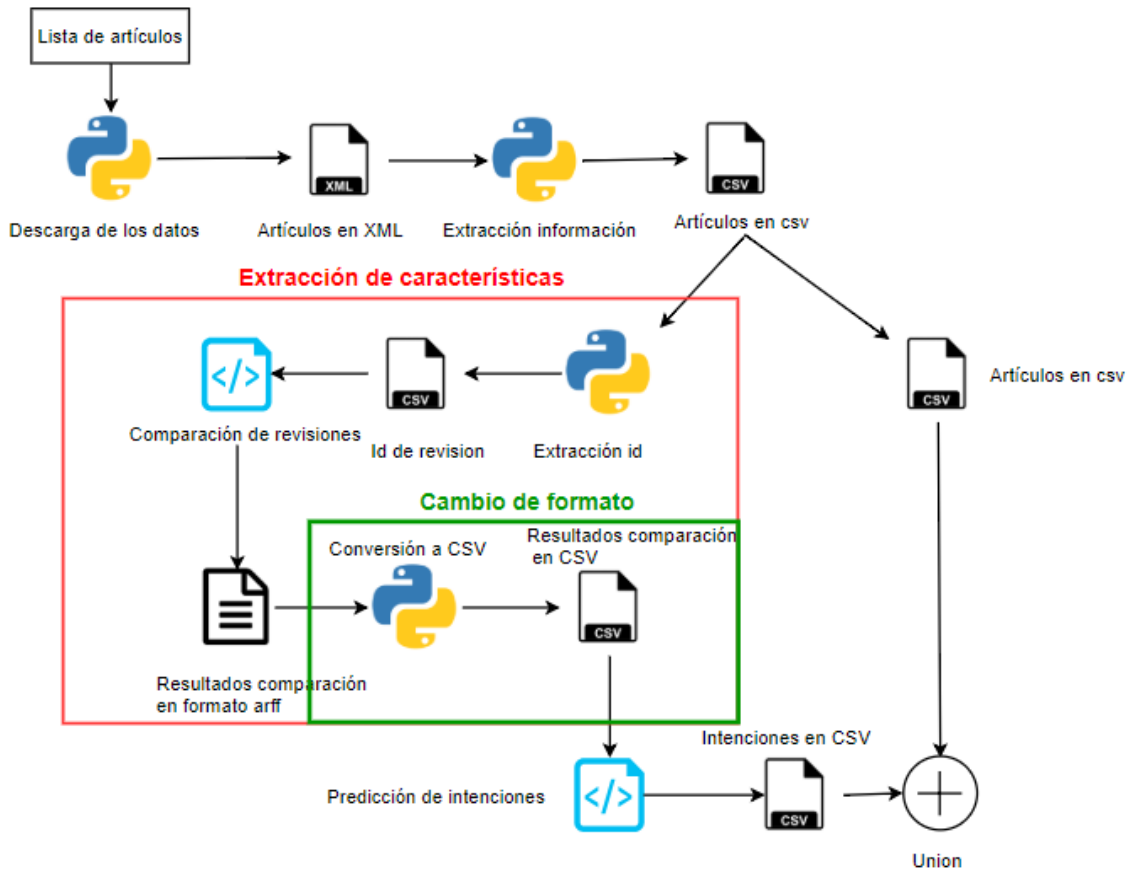 Lista de artículos
XML
CSV
Descarga de los datos
Artículos en XML
Extracción información
Artículos en csv
Extracción de características
</>
CSV
CSV
Artículos en csv
Comparación de revisiones
Id de revision
Extracción id
Cambio de formato
Conversión a CSV
Resultados comparación
en CSV
CSV
Resultados comparación
en formato arff
Intenciones en CSV
Predicción de intenciones
</>
CSV
Union